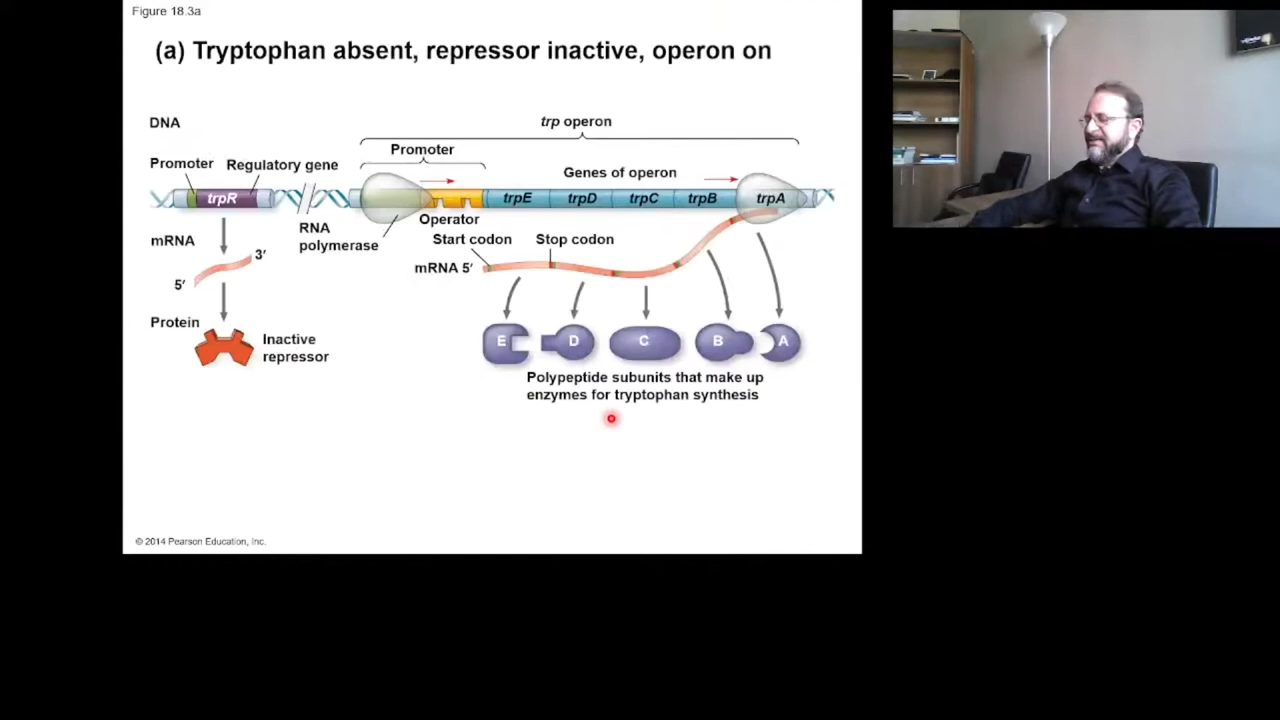 Figure 18.3a
(a) Tryptophan absent, repressor inactive, operon on
DNA
trp operon
Promoter
Promoter
Regulatory gene
Genes of operon
trpR
trpE
trpD
trpC
trpB
trpA
RNA
polymerase
Operator
Start codon
Stop codon
mRNA
3′
mRNA 5′
5′
Protein
Inactive
repressor
E
D
C
B
A
Polypeptide subunits that make up
enzymes for tryptophan synthesis
© 2014 Pearson Education, Inc.